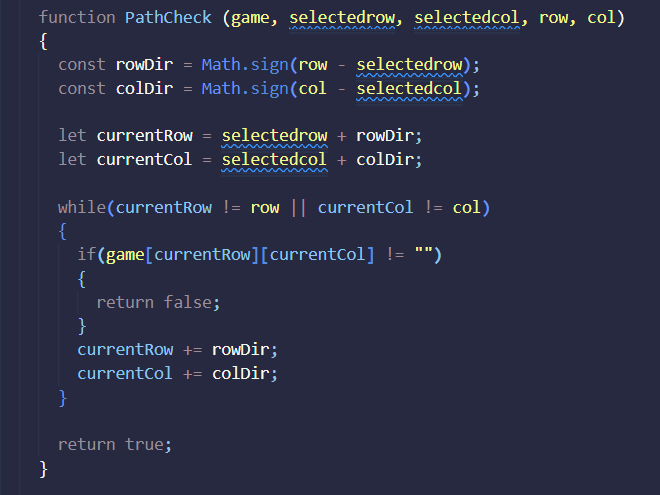 function PathCheck (game, selectedrow, selectedcol, row, col)
{
const rowDir = Math.sign(row - selectedrow);
const colDir = Math.sign(col - selectedcol);
let currentRow = selectedrow + rowDir;
let currentCol = selectedcol + colDir;
while(currentRow != row || currentCol != col)
{
if(game[currentRow][currentCol] != "")
{
return false;
}
currentRow += rowDir;
currentCol += colDir;
}
return true;
}